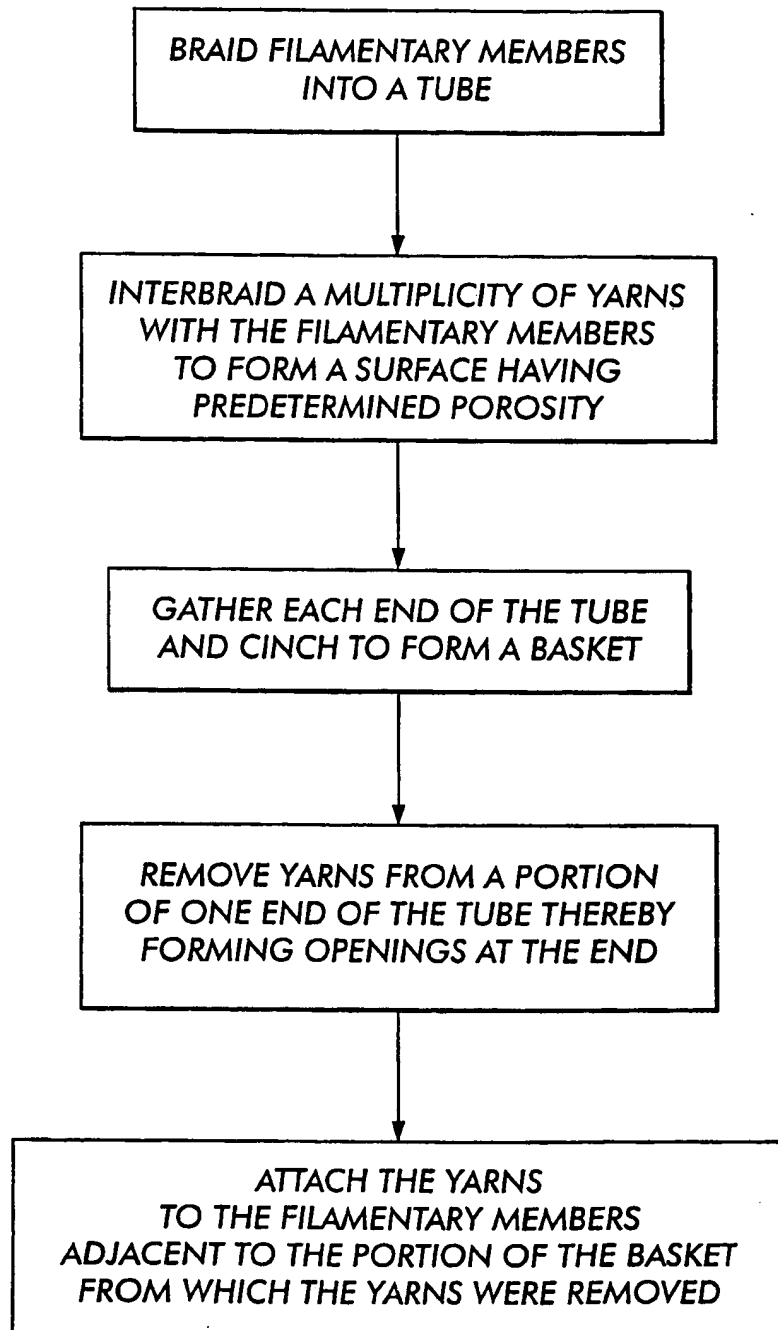 BRAID FILAMENTARY MEMBERS
INTO A TUBE
INTERBRAID A MULTIPLICITY OF YARNS
WITH THE FILAMENTARY MEMBERS
TO FORM A SURFACE HAVING
PREDETERMINED POROSITY
GATHER EACH END OF THE TUBE
AND CINCH TO FORM A BASKET
REMOVE YARNS FROM A PORTION
OF ONE END OF THE TUBE THEREBY
FORMING OPENINGS AT THE END
ATTACH THE YARNS
TO THE FILAMENTARY MEMBERS
ADJACENT TO THE PORTION OF THE BASKET
FROM WHICH THE YARNS WERE REMOVED